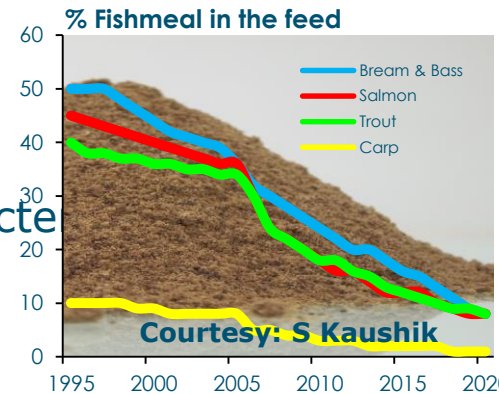 % Fishmeal in the feed
60
50
40
30
20
10
0
Bream & Bass
Salmon
Trout
Carp
cte
Courtesy: S Kaushik
1995 2000 2005 2010 2015 2020